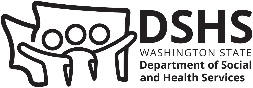 DSHS
WASHINGTON STATE
Department of Social
and Health Services